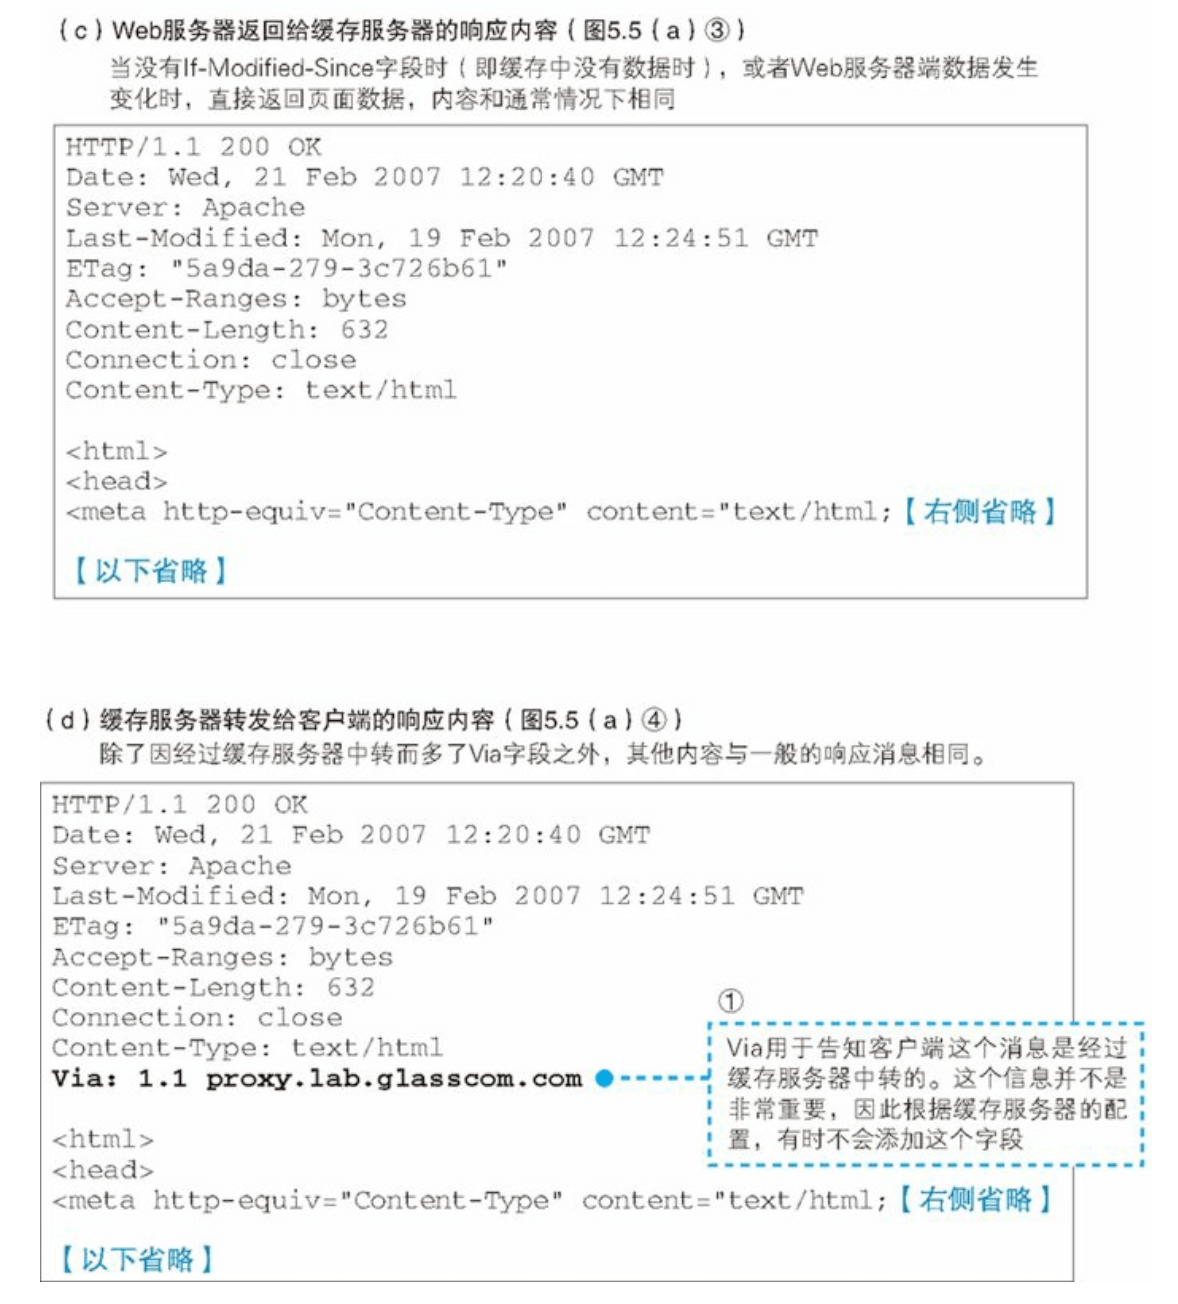 (c) Web服务器返回给缓存服务器的响应内容(图5.5(a)③)
当没有If-Modified-Since字段时(即缓存中没有数据时),或者Web服务器端数据发生
变化时,直接返回页面数据,内容和通常情况下相同
HTTP/1.1 200 OK
Date: Wed, 21 Feb 2007 12:20:40 GMT
Server: Apache
Last-Modified: Mon, 19 Feb 2007 12:24:51 GMT
ETag: "5a9da-279-3c726b61"
Accept-Ranges: bytes
Content-Length: 632
Connection: close
Content-Type: text/html
<html>
<head>
<meta http-equiv="Content-Type" content="text/html;【右侧省略】
【以下省略】
(d)缓存服务器转发给客户端的响应内容(图5.5(a)④)
除了因经过缓存服务器中转而多了Via字段之外,其他内容与一般的响应消息相同。
HTTP/1.1 200 OK
Date: Wed, 21 Feb 2007 12:20:40 GMT
Server: Apache
Last-Modified: Mon, 19 Feb 2007 12:24:51 GMT
ETag: "5a9da-279-3c726b61"
Accept-Ranges: bytes
Content-Length: 632
Connection: close
Content-Type: text/html
Via: 1.1 proxy.lab.glasscom.com
①
Via用于告知客户端这个消息是经过
缓存服务器中转的。这个信息并不是
非常重要,因此根据缓存服务器的配
置,有时不会添加这个字段
<html>
<head>
<meta http-equiv="Content-Type" content="text/html;【右侧省略】
【以下省略】